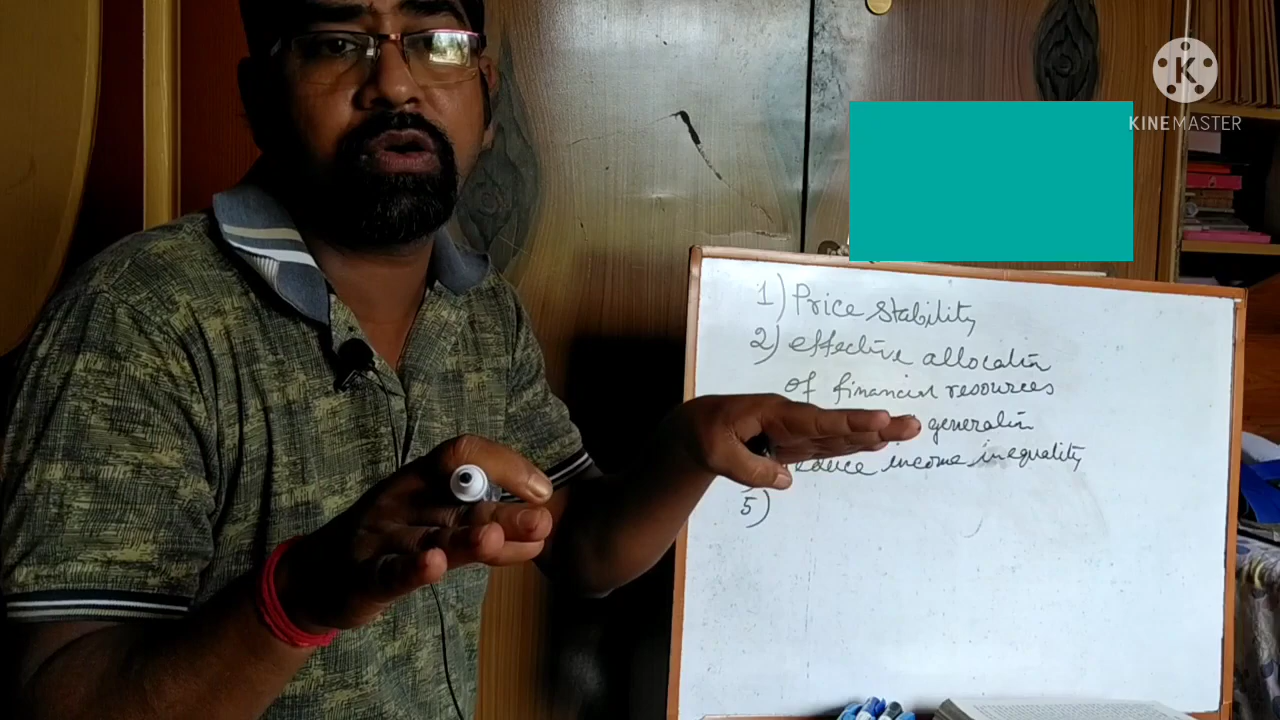 1) Price stability
2) effective allocation
of financial resources
generation
reduce income inequality
5)
K
KINEMASTER